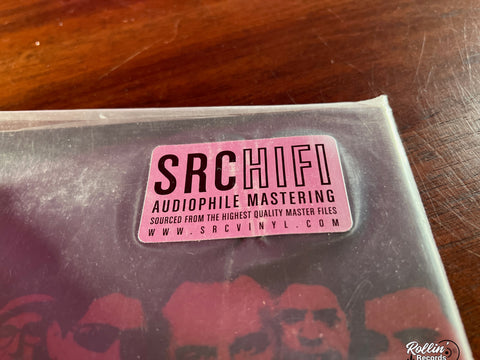 SRCHIFI
AUDIOPHILE MASTERING
SOURCED FROM THE HIGHEST QUALITY MASTER FILES
WWW.SRCVINYL.COM
Rollin'
Records